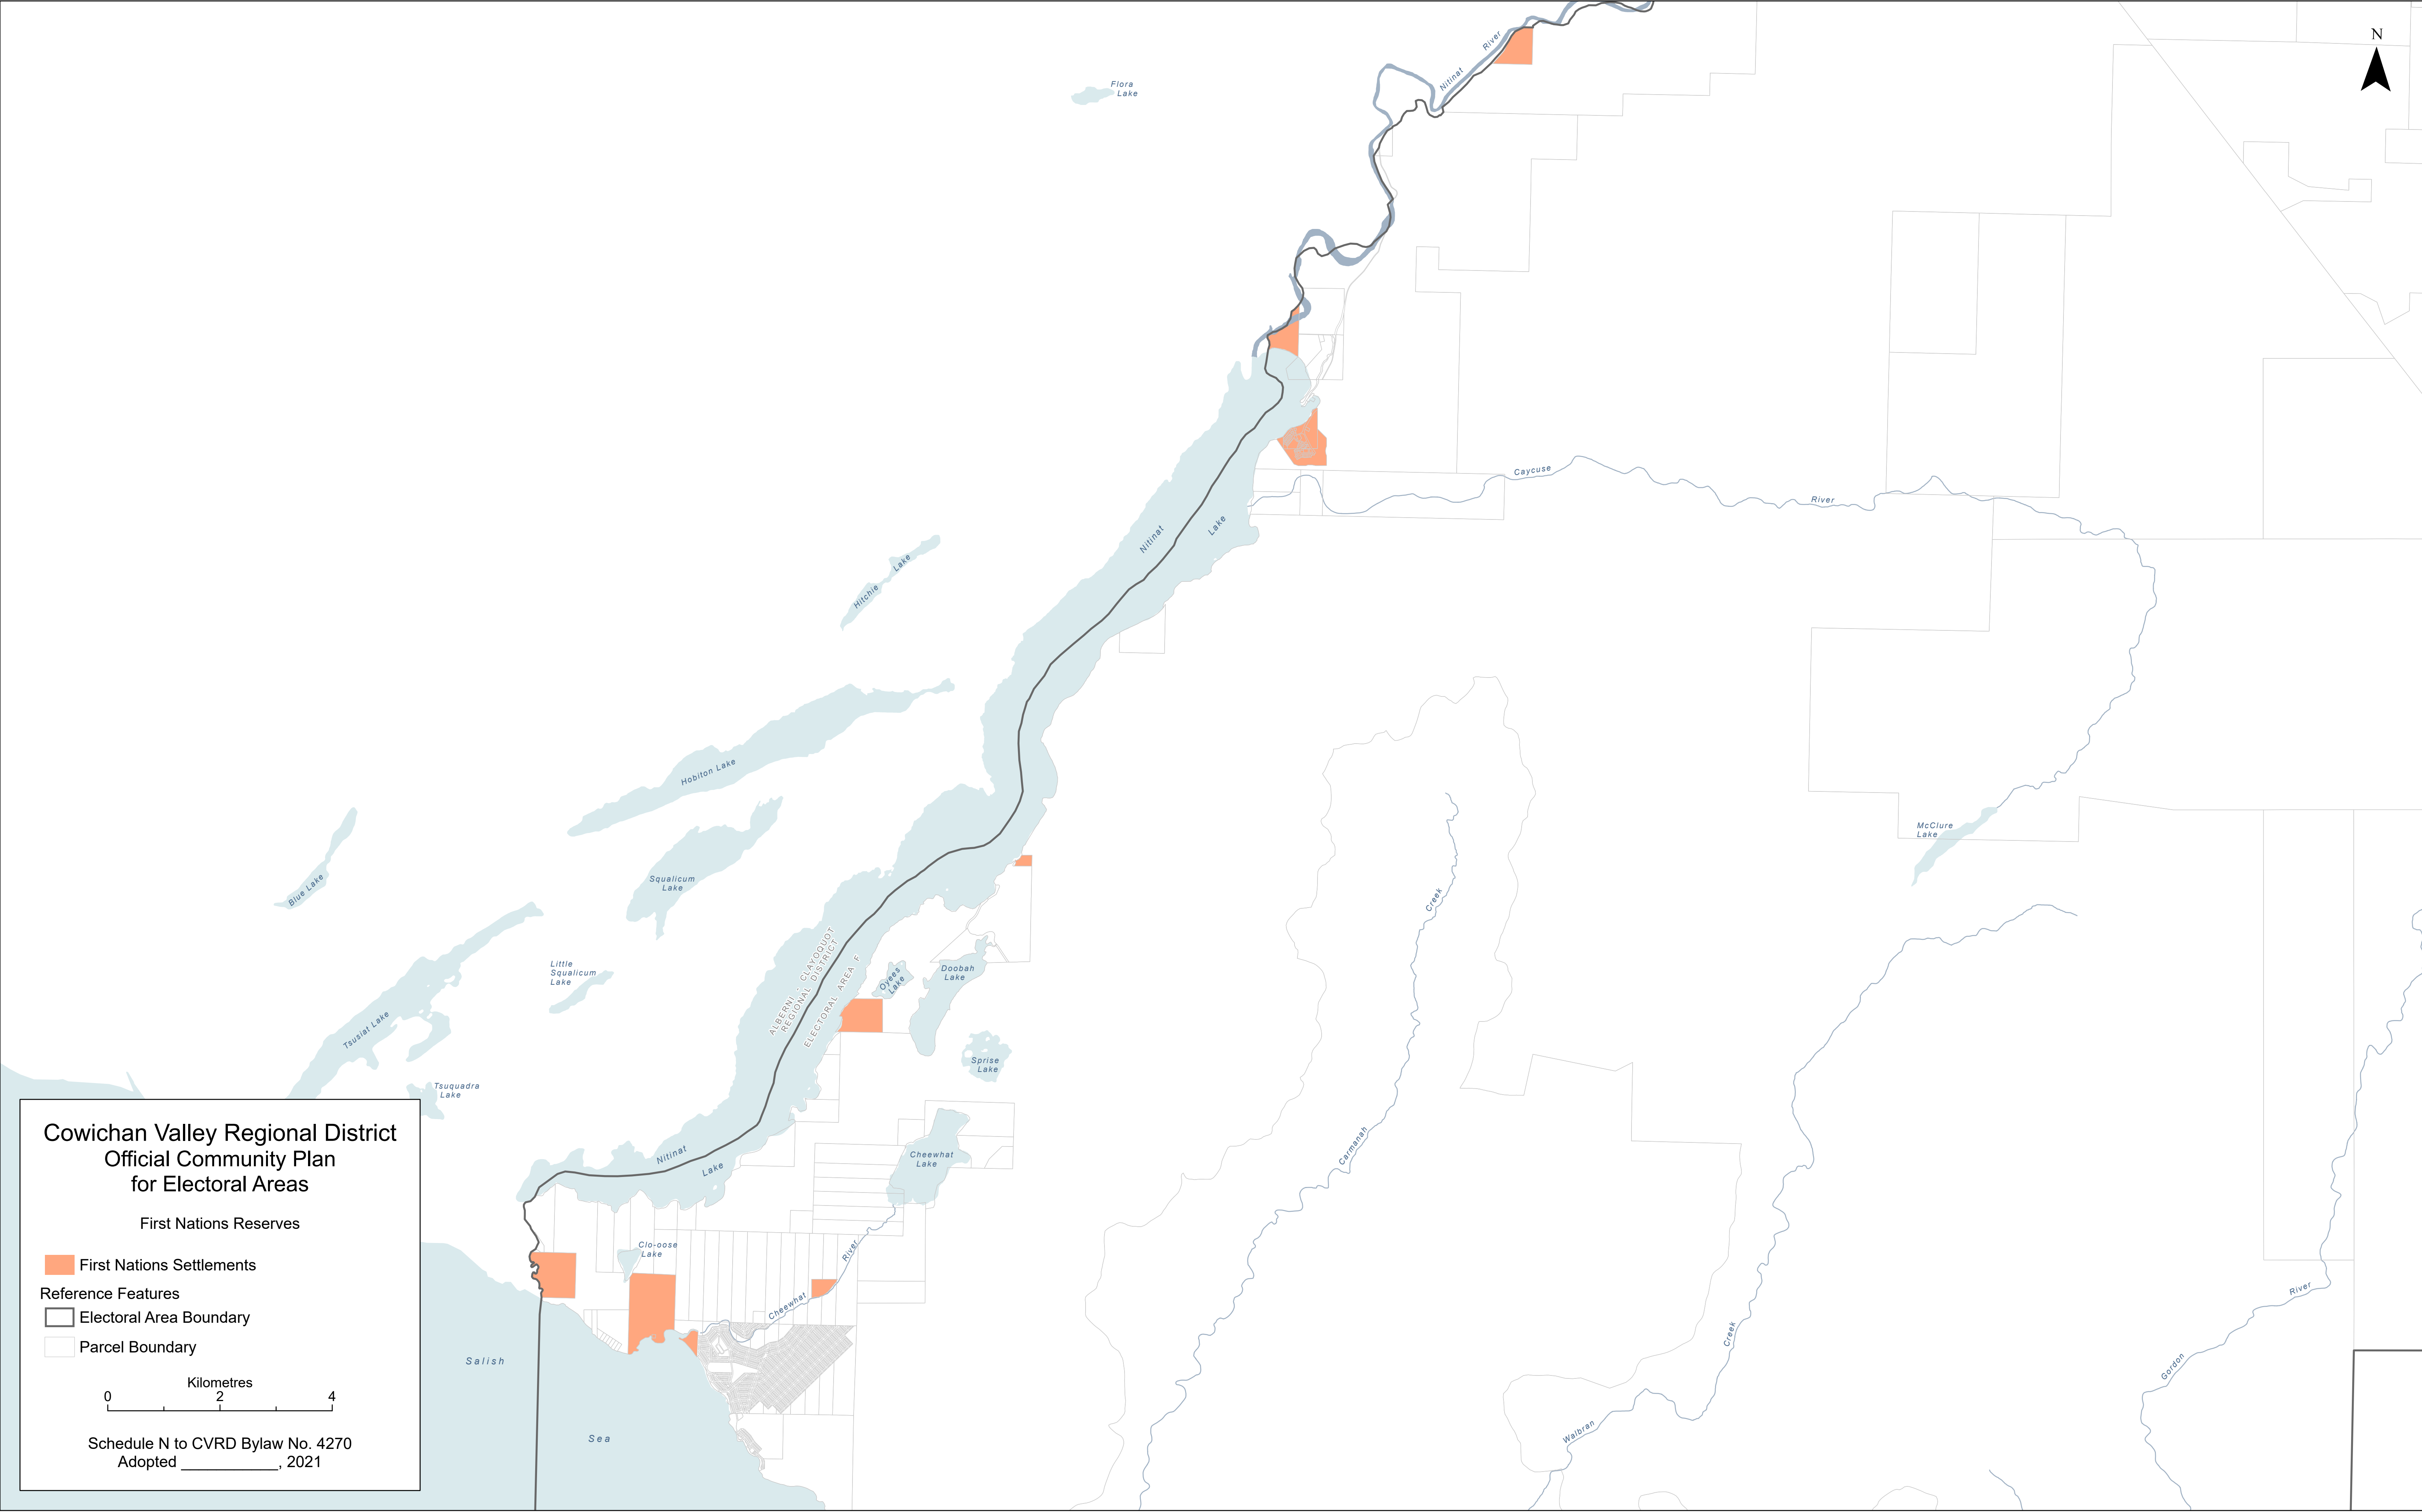 N
River
Nitinat
Flora
Lake
Caycuse
River
Nitinat
Lake
Hitchie
Lake
Hobiton Lake
McClure
Lake
Squalicum
Lake
Blue Lake
Creek
ALBERNI - CLAYOQUOT
REGIONAL DISTRICT
ELECTORAL AREA F
Oyees
Lake
Doobah
Lake
Little
Squalicum
Lake
Tsusiat Lake
Sprise
Lake
Tsuquadra
Lake
Carmanah
Nitinat
Lake
Cheewhat
Lake
Clo-oose
Lake
River
Cheewhat
River
Gordon
Creek
Walbran
Salish
Sea
Cowichan Valley Regional District
Official Community Plan
for Electoral Areas
First Nations Reserves
First Nations Settlements
Reference Features
Electoral Area Boundary
Parcel Boundary
Kilometres
0 2 4
Schedule N to CVRD Bylaw No. 4270
Adopted ____________, 2021